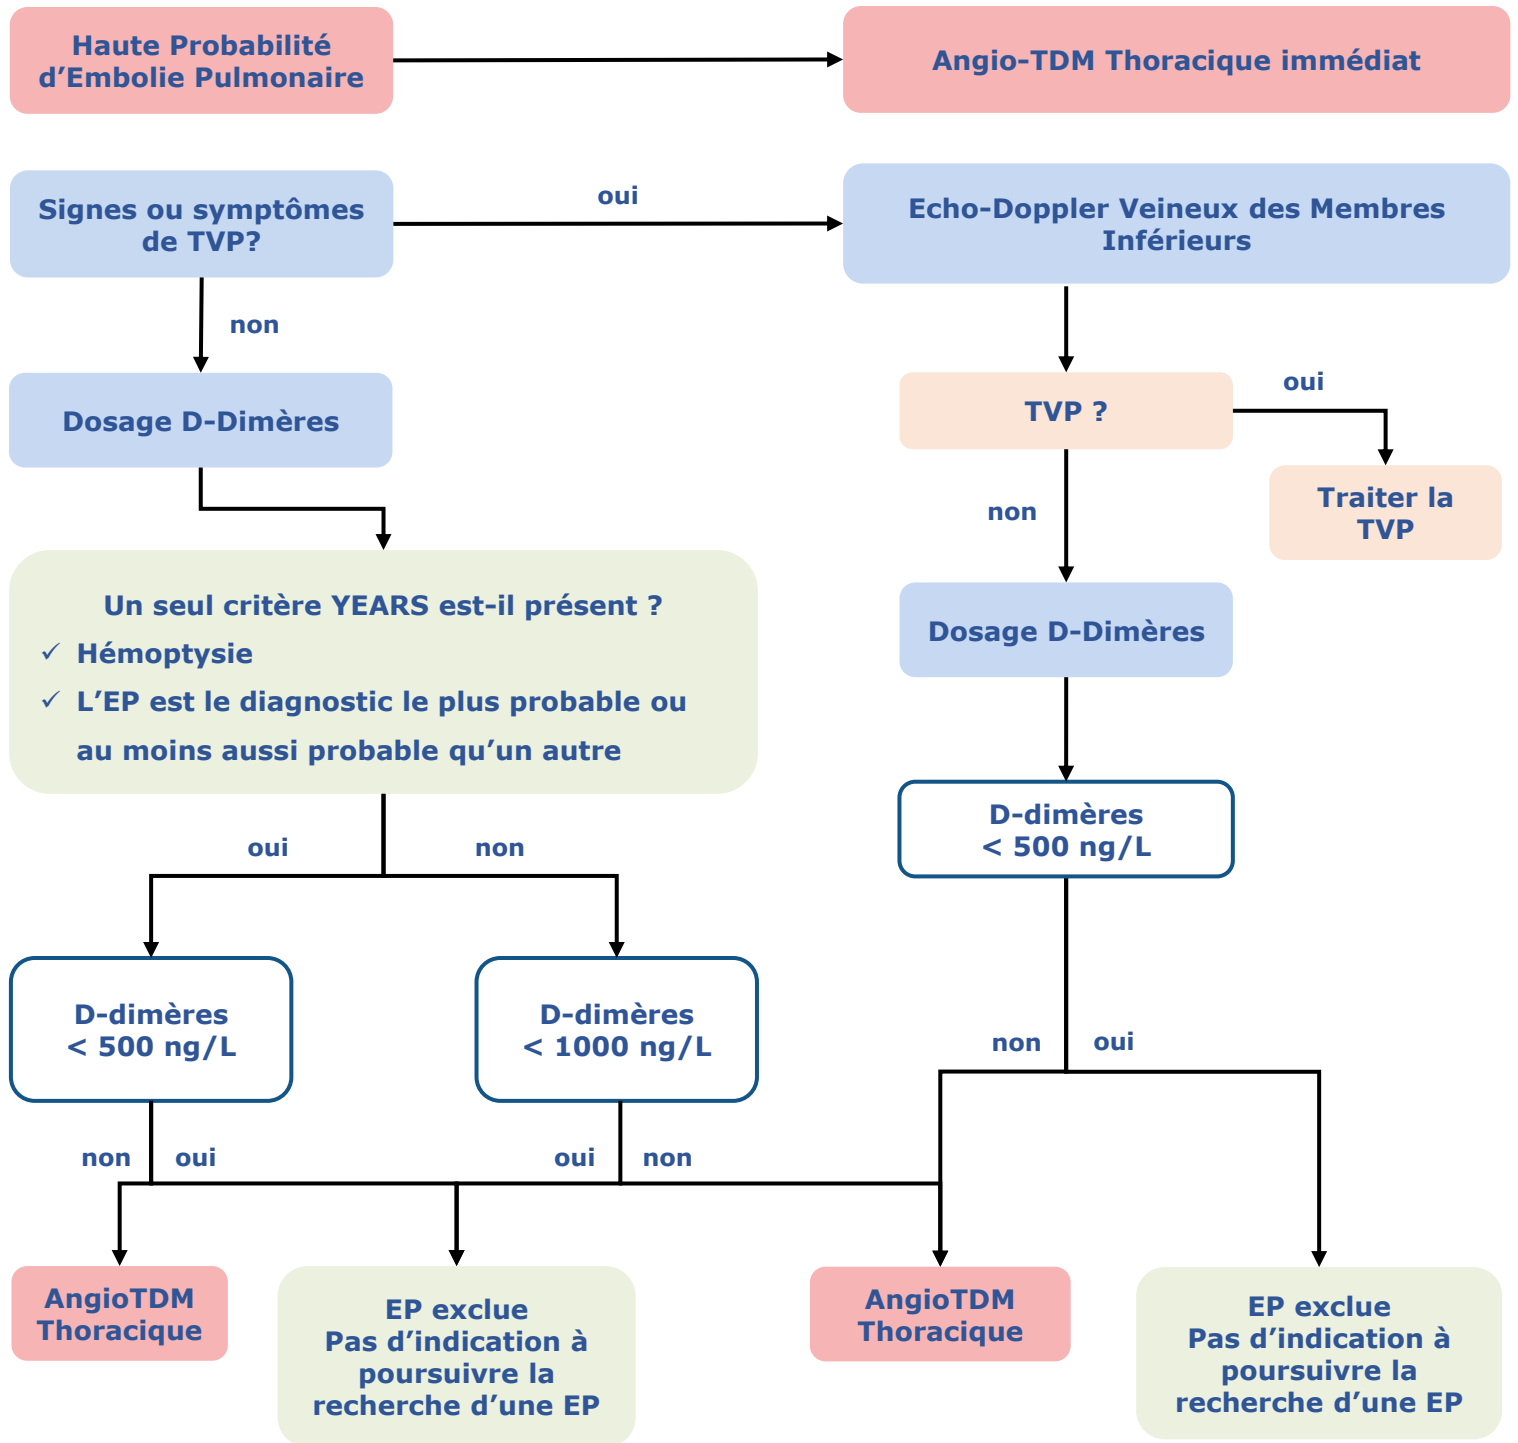 Haute Probabilité
d’Embolie Pulmonaire
Angio-TDM Thoracique immédiat
Signes ou symptômes
de TVP?
oui
Echo-Doppler Veineux des Membres
Inférieurs
non
Dosage D-Dimères
TVP ?
oui
Traiter la
TVP
non
Dosage D-Dimères
Un seul critère YEARS est-il présent ?
✓ Hémoptysie
✓ L’EP est le diagnostic le plus probable ou
au moins aussi probable qu’un autre
D-dimères
< 500 ng/L
oui
non
D-dimères
< 500 ng/L
D-dimères
< 1000 ng/L
non
oui
non
oui
oui
non
AngioTDM
Thoracique
EP exclue
Pas d’indication à
poursuivre la
recherche d’une EP
AngioTDM
Thoracique
EP exclue
Pas d’indication à
poursuivre la
recherche d’une EP